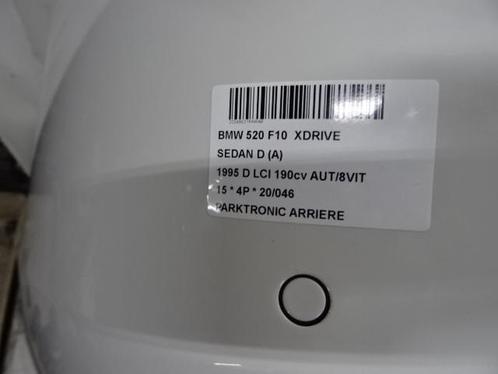 BMW 520 F10 XDRIVE
SEDAN D (A)
1995 D LCI 190cv AUT/8VIT
15 * 4P * 20/046
PARKTRONIC ARRIERE